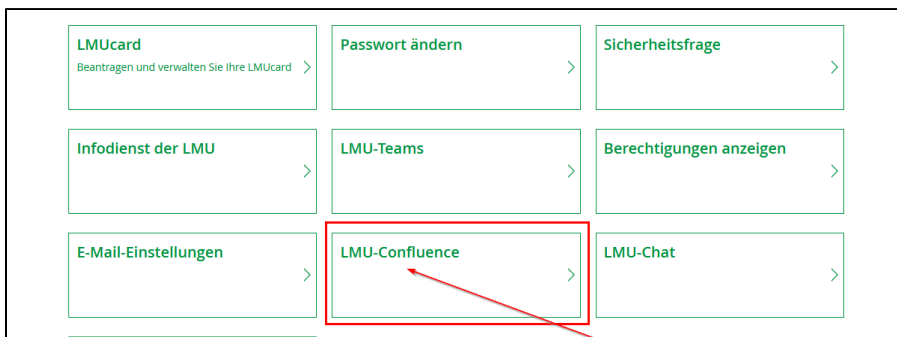 LMUcard
Beantragen und verwalten Sie Ihre LMUcard
Passwort ändern
Sicherheitsfrage
Infodienst der LMU
LMU-Teams
Berechtigungen anzeigen
E-Mail-Einstellungen
LMU-Confluence
LMU-Chat